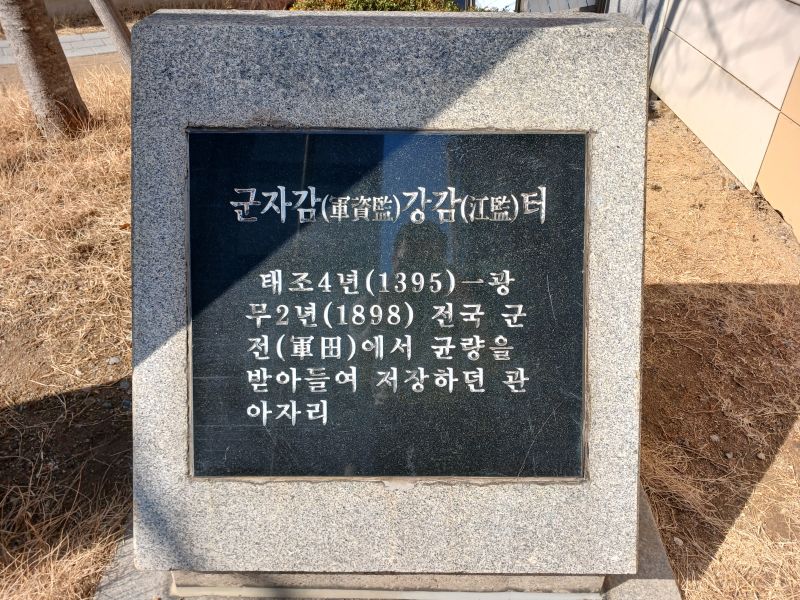 군자감(軍資監)강감(江監)터
태조4년(1395)-광
무2년(1898) 전국 군
전(軍田)에서 균량을
받아들여 저장하던 관
아자리